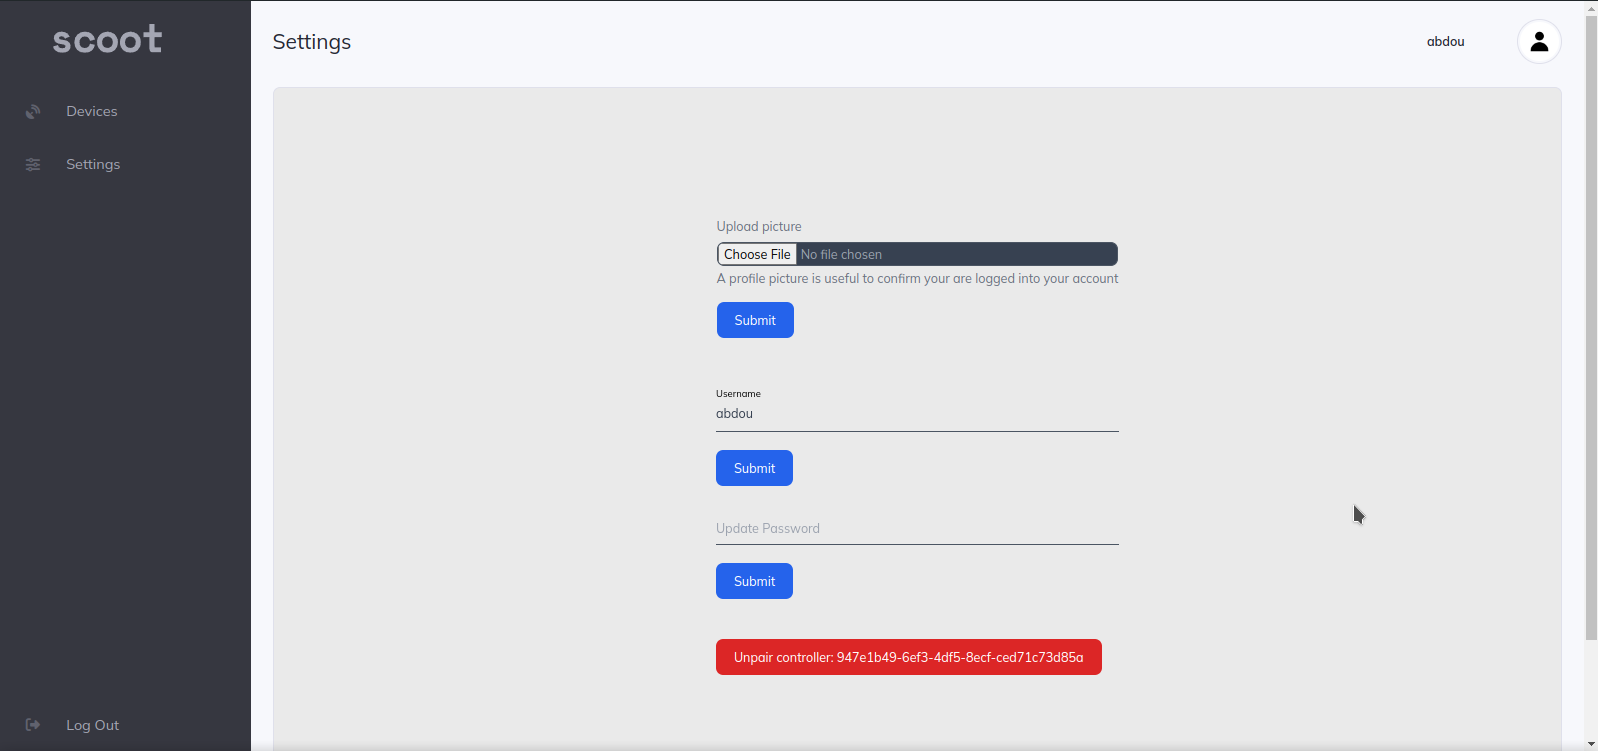 scoot
Devices
Settings
Log Out
Settings
abdou
Upload picture
Choose File No file chosen
A profile picture is useful to confirm your are logged into your account
Submit
Username
abdou
Submit
Update Password
Submit
Unpair controller: 947e1b49-6ef3-4df5-8ecf-ced71c73d85a